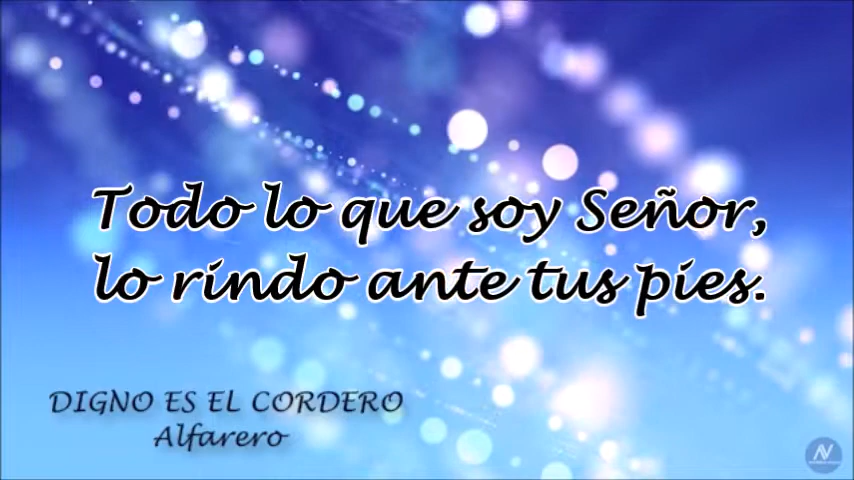 Todo lo que soy Señor,
lo rindo ante tus pies.
DIGNO ES EL CORDERO
Alfarero